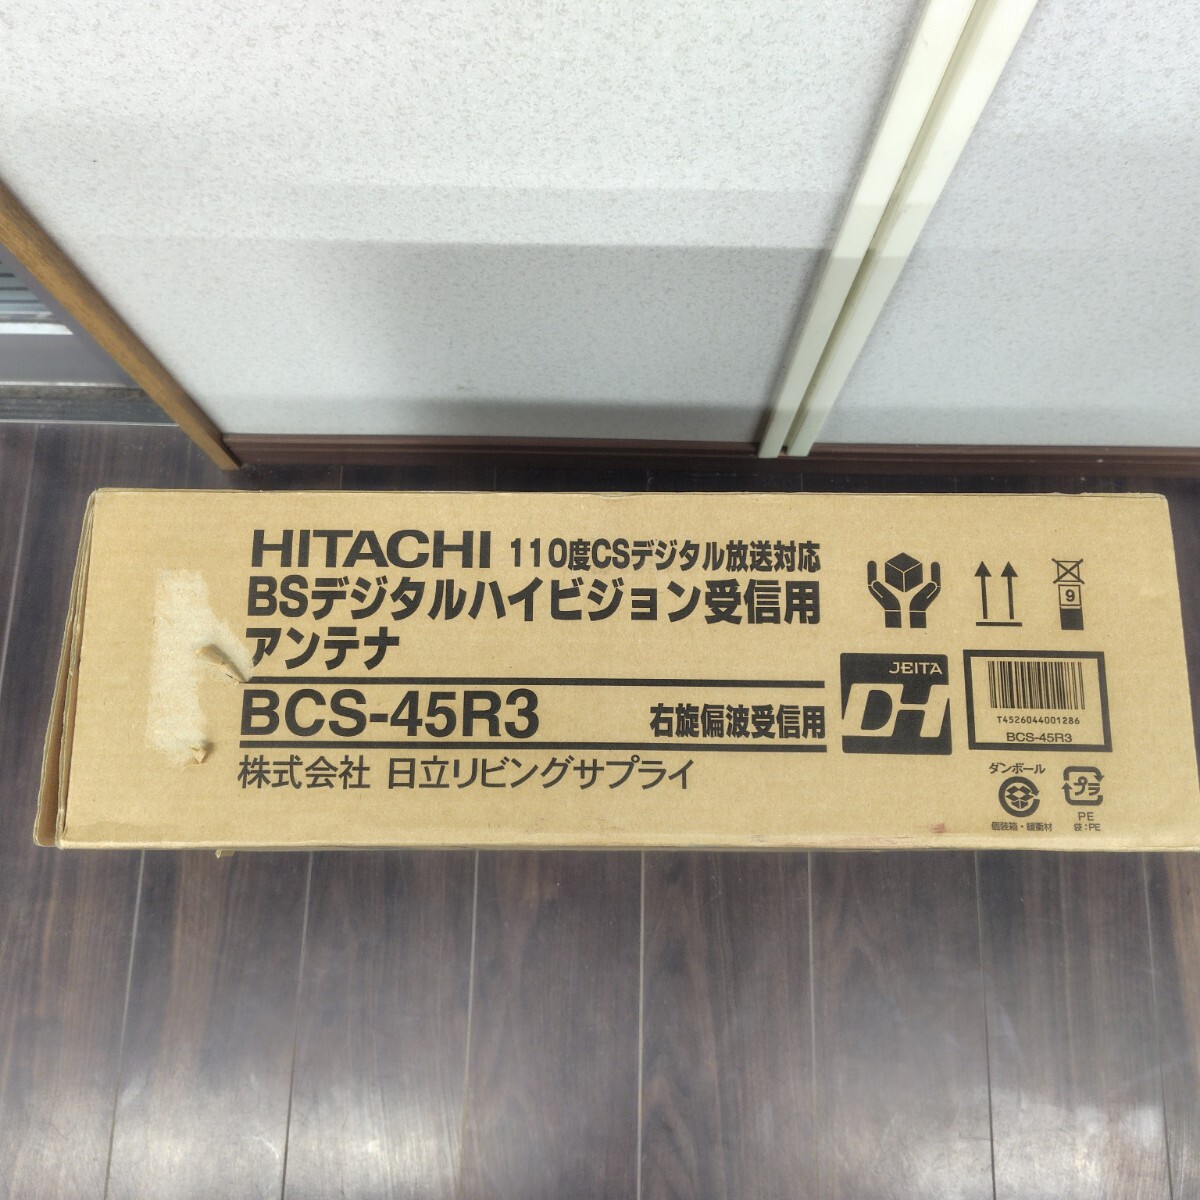 HITACHI 110度CSデジタル放送対応
BSデジタルハイビジョン受信用
アンテナ
BCS-45R3 右旋偏波受信用
株式会社 日立リビングサプライ
9
JEITA
DH
T4526044001286
BCS-45R3
ダンボール
個装箱・緩衝材
プラ
PE
袋:PE